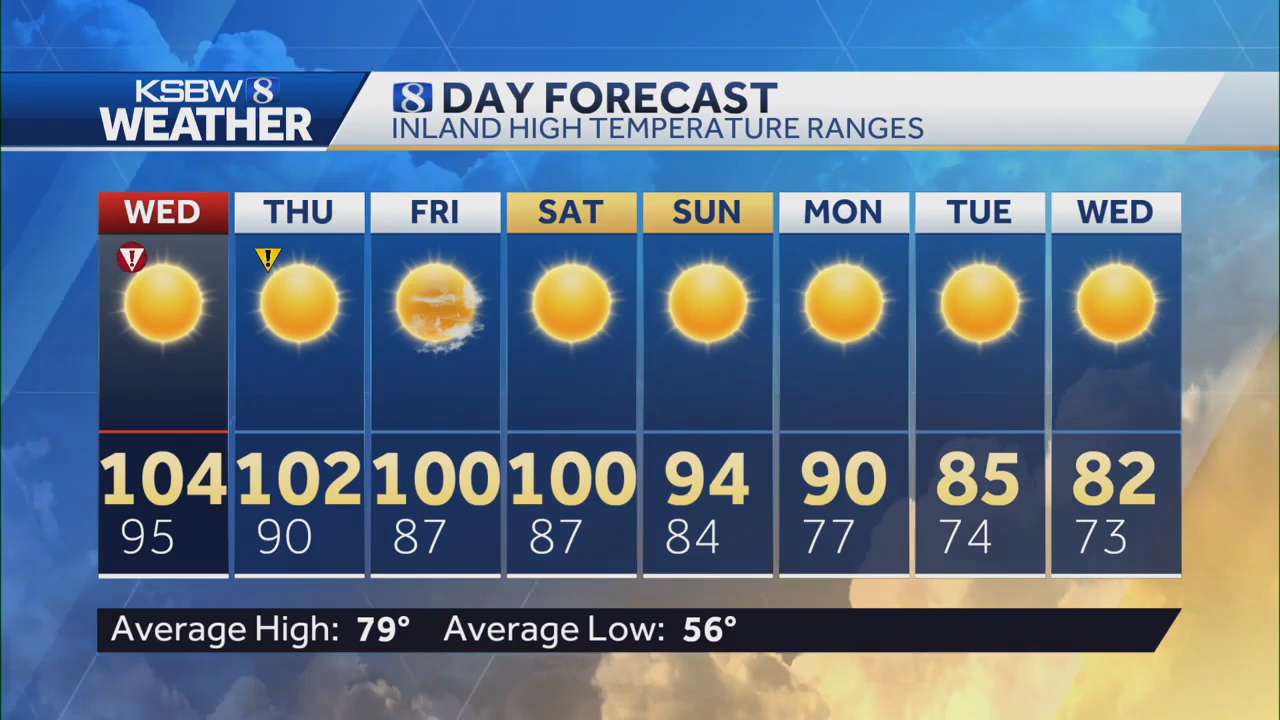 KSBW 8
WEATHER
8 DAY FORECAST
INLAND HIGH TEMPERATURE RANGES
WED THU FRI SAT SUN MON TUE WED
! !
104 102 100 100 94 90 85 82
95 90 87 87 84 77 74 73
Average High: 79° Average Low: 56°